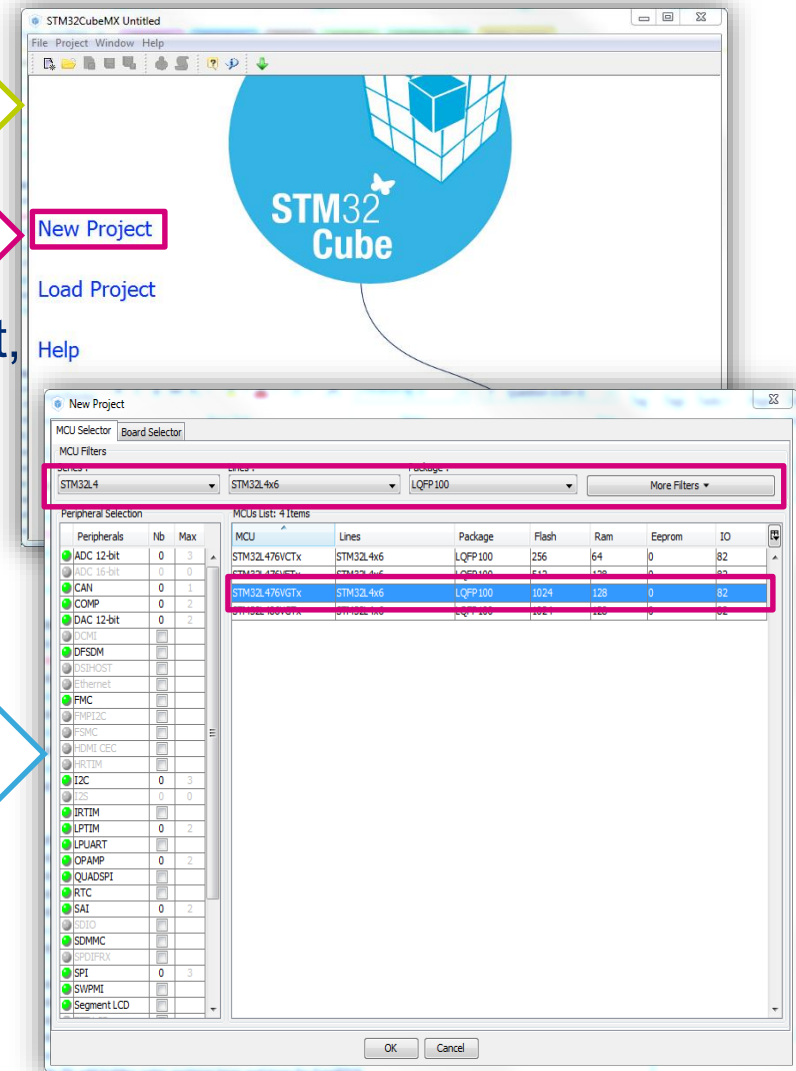 STM32CubeMX Untitled
File Project Window Help
STM32
Cube
New Project
Load Project
t,
Help
New Project
MCU Selector Board Selector
MCU Filters
STM32L4 STM32L4x6 LQFP100 More Filters
Peripheral Selection MCUs List: 4 Items
Peripherals Nb Max MCU Lines Package Flash Ram Eeprom IO
ADC 12-bit 0 3 STM32L476VCTx STM32L4x6 LQFP100 256 64 0 82
ADC 16-bit 0 0
CAN 0 1 STM32L476VGTx STM32L4x6 LQFP100 1024 128 0 82
COMP 0 2
DAC 12-bit 0 2
DCMI
DFSDM
DSIHOST
Ethernet
FMC
FMPI2C
FSMC
HDMI CEC
HRTIM
I2C 0 3
I2S 0 0
IRTIM
LPTIM 0 2
LPUART
OPAMP 0 2
QUADSPI
RTC
SAI 0 2
SDIO
SDMMC
SPDIFRX
SPI 0 3
SWPMI
Segment LCD
OK Cancel